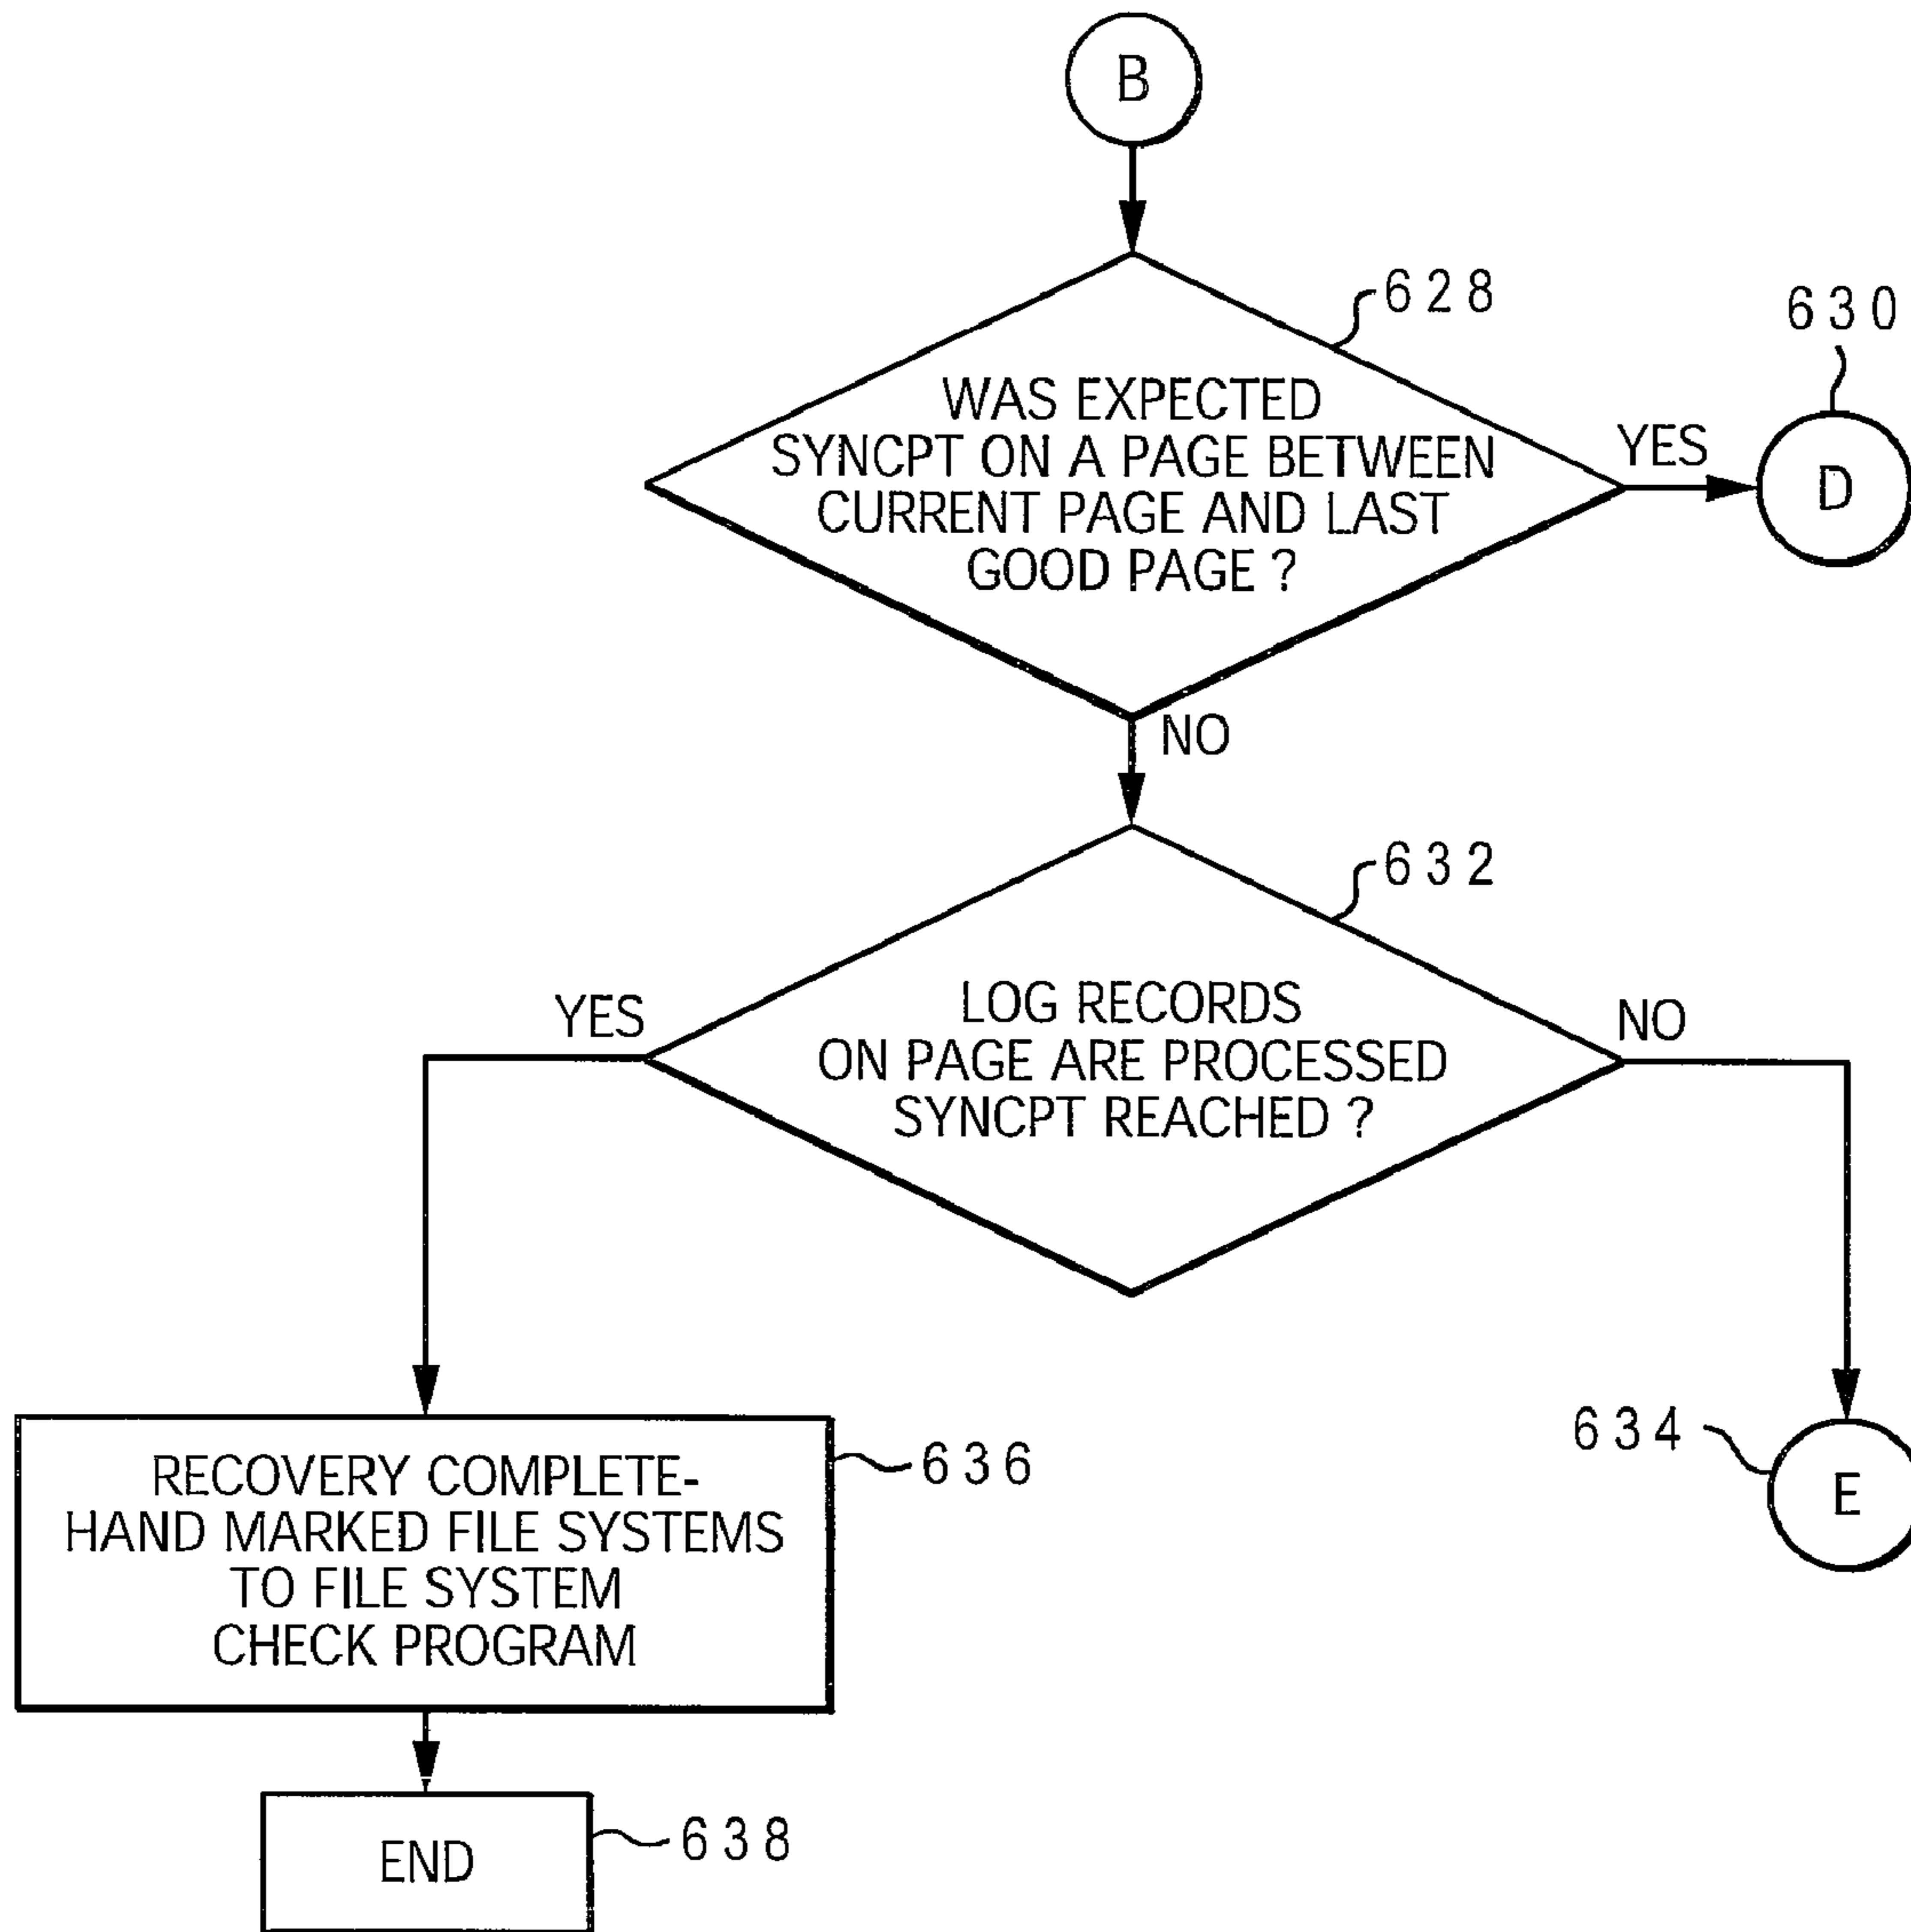 B
628
630
WAS EXPECTED
SYNCPT ON A PAGE BETWEEN
CURRENT PAGE AND LAST
GOOD PAGE ?
YES
D
NO
632
LOG RECORDS
ON PAGE ARE PROCESSED
SYNCPT REACHED ?
YES
NO
634
E
RECOVERY COMPLETE-
HAND MARKED FILE SYSTEMS
TO FILE SYSTEM
CHECK PROGRAM
636
END
638